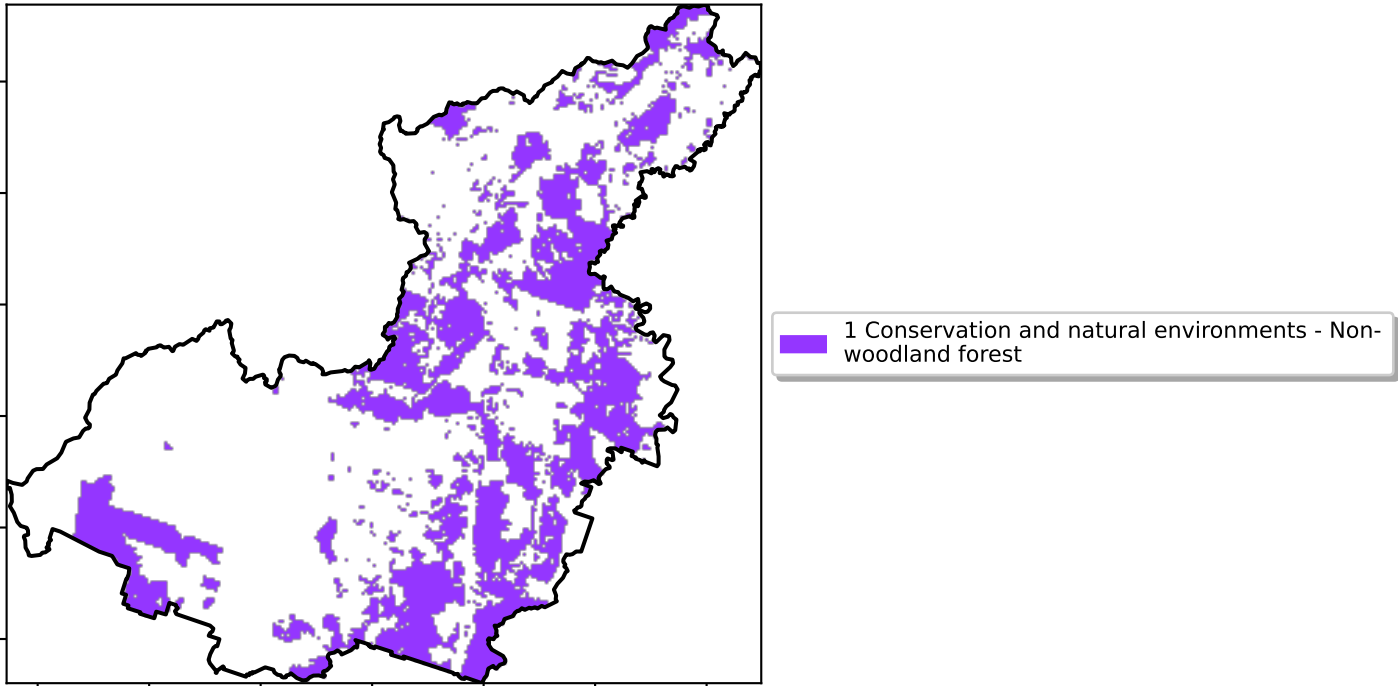 1 Conservation and natural environments - Non-
woodland forest